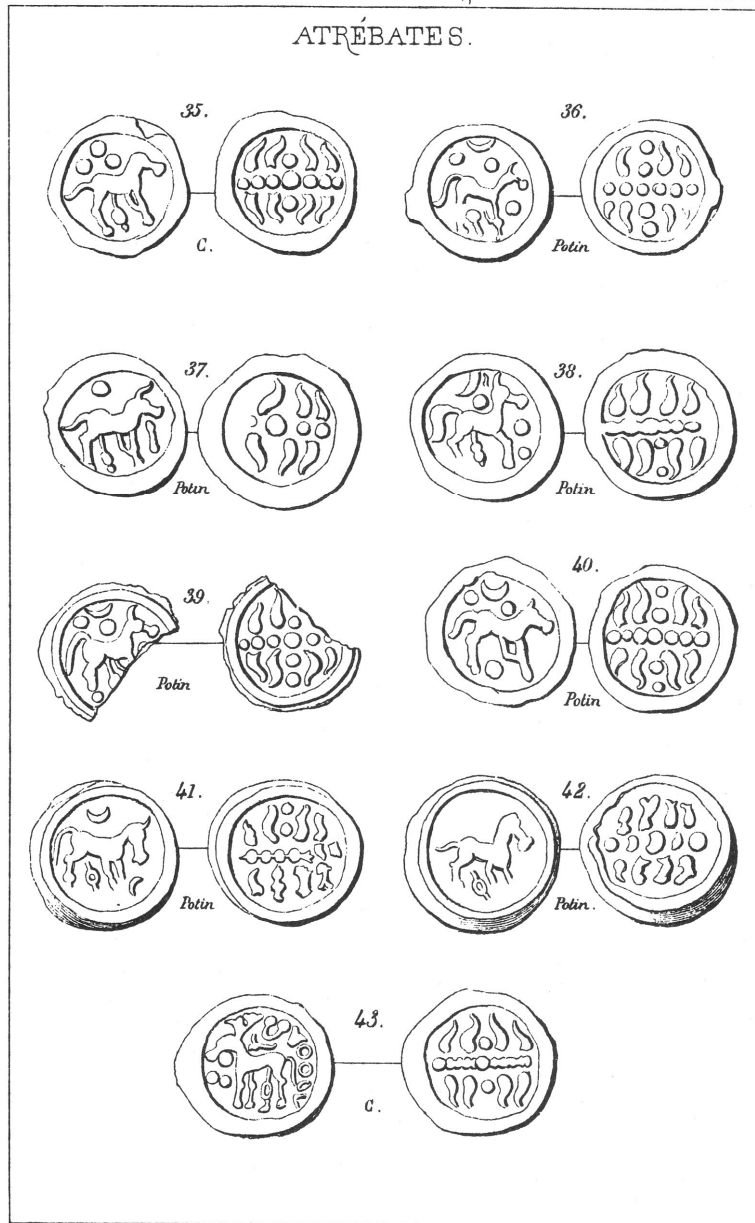 ATRÉBATES.
35.
C.
36.
Potin
37.
Potin
38.
Potin
39.
Potin
40.
Potin
41.
Potin
42.
Potin.
43.
C.